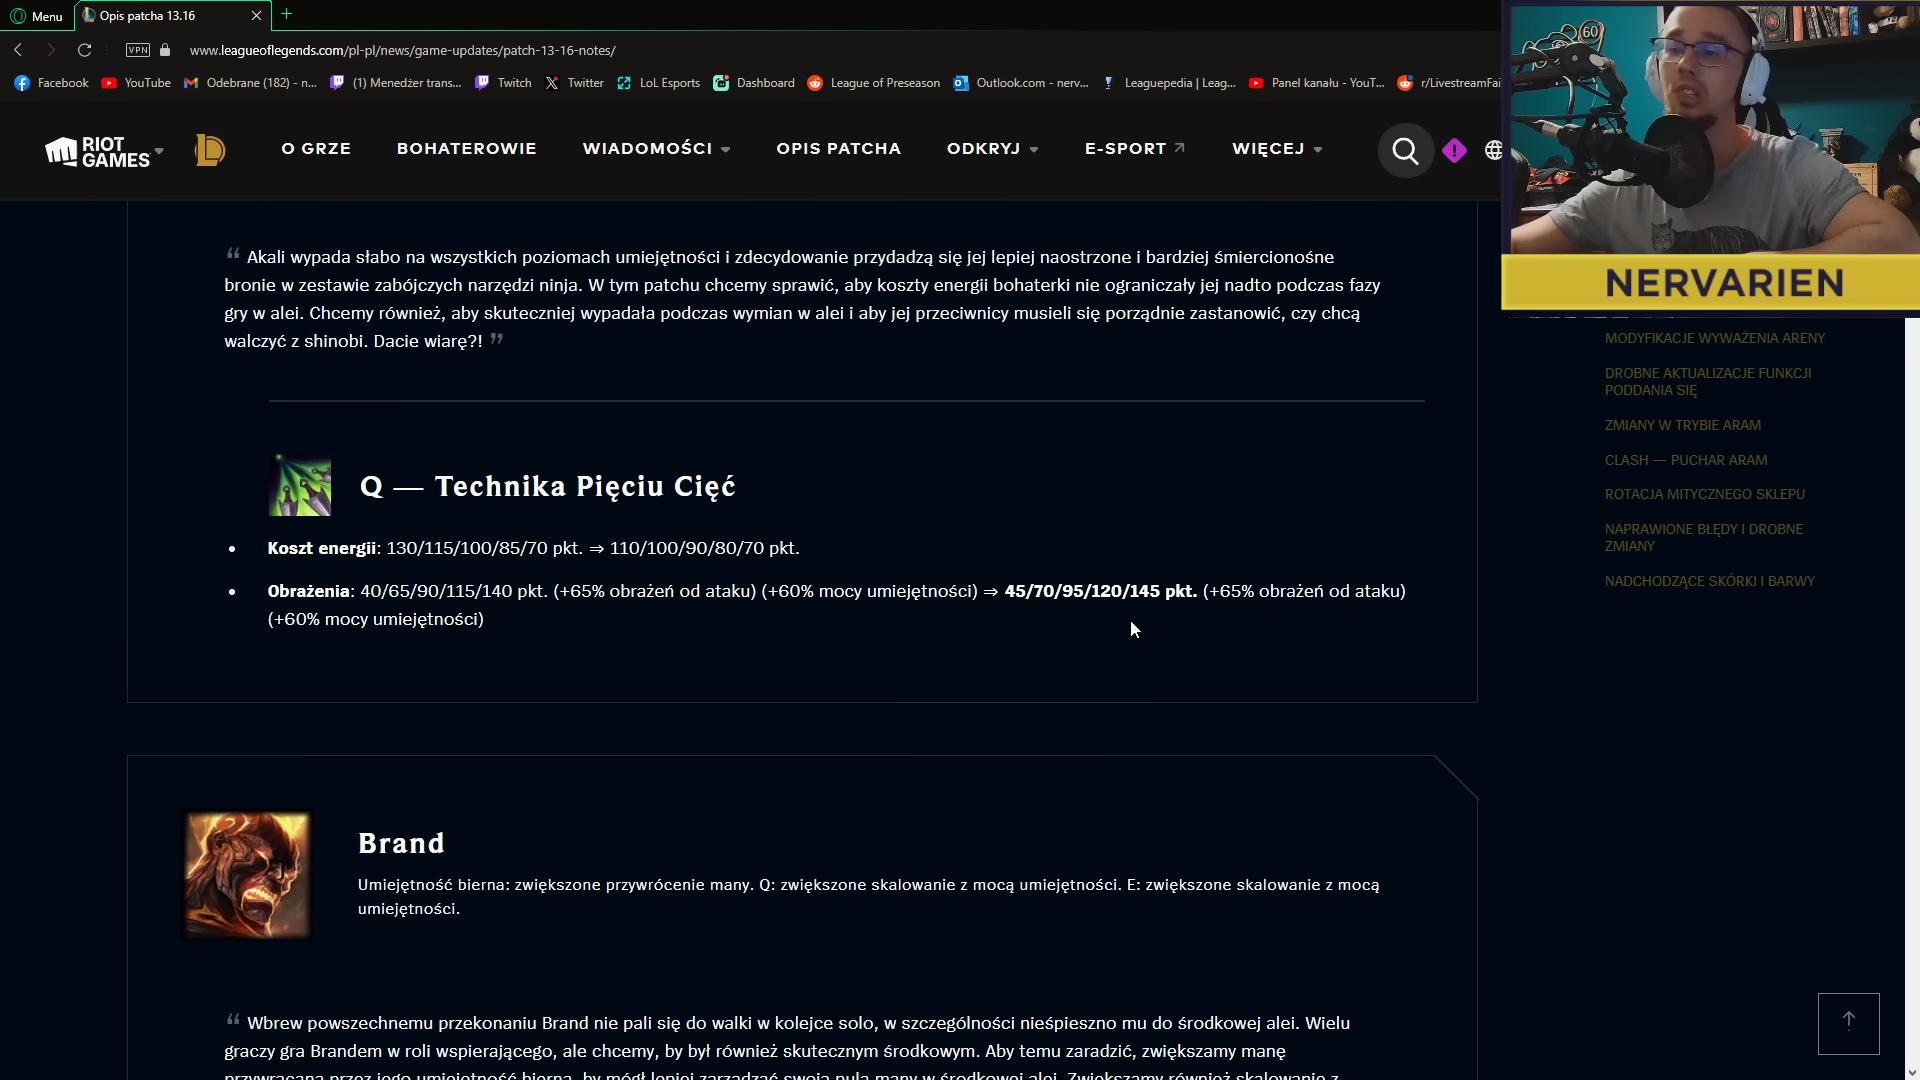 Menu
Opis patcha 13.16
VPN
www.leagueoflegends.com/pl-pl/news/game-updates/patch-13-16-notes/
Facebook
YouTube
Odebrane (182) - n...
(1) Menedżer trans...
Twitch
Twitter
LoL Esports
Dashboard
League of Preseason
Outlook.com - nerv...
Leaguepedia | Leag...
Panel kanału - YouT...
r/LivestreamFai
RIOT
GAMES
O GRZE
BOHATEROWIE
WIADOMOŚCI
OPIS PATCHA
ODKRYJ
E-SPORT
WIĘCEJ
60
NERVARIEN
“ Akali wypada słabo na wszystkich poziomach umiejętności i zdecydowanie przydadzą się jej lepiej naostrzone i bardziej śmiercionośne
bronie w zestawie zabójczych narzędzi ninja. W tym patchu chcemy sprawić, aby koszty energii bohaterki nie ograniczały jej nadto podczas fazy
gry w alei. Chcemy również, aby skuteczniej wypadała podczas wymian w alei i aby jej przeciwnicy musieli się porządnie zastanowić, czy chcą
walczyć z shinobi. Dacie wiarę?! ”
Q — Technika Pięciu Cięć
• Koszt energii: 130/115/100/85/70 pkt. ⇒ 110/100/90/80/70 pkt.
• Obrażenia: 40/65/90/115/140 pkt. (+65% obrażeń od ataku) (+60% mocy umiejętności) ⇒ 45/70/95/120/145 pkt. (+65% obrażeń od ataku)
(+60% mocy umiejętności)
Brand
Umiejętność bierna: zwiększone przywrócenie many. Q: zwiększone skalowanie z mocą umiejętności. E: zwiększone skalowanie z mocą
umiejętności.
“ Wbrew powszechnemu przekonaniu Brand nie pali się do walki w kolejce solo, w szczególności nieśpieszno mu do środkowej alei. Wielu
graczy gra Brandem w roli wspierającego, ale chcemy, by był również skutecznym środkowym. Aby temu zaradzić, zwiększamy manę
przywracaną przez jego umiejętność bierną, by mógł lepiej zarządzać swoją pulą many w środkowej alei. Zwiększamy również skalowanie z
MODYFIKACJE WYWAŻENIA ARENY
DROBNE AKTUALIZACJE FUNKCJI
PODDANIA SIĘ
ZMIANY W TRYBIE ARAM
CLASH — PUCHAR ARAM
ROTACJA MITYCZNEGO SKLEPU
NAPRAWIONE BŁĘDY I DROBNE
ZMIANY
NADCHODZĄCE SKÓRKI I BARWY